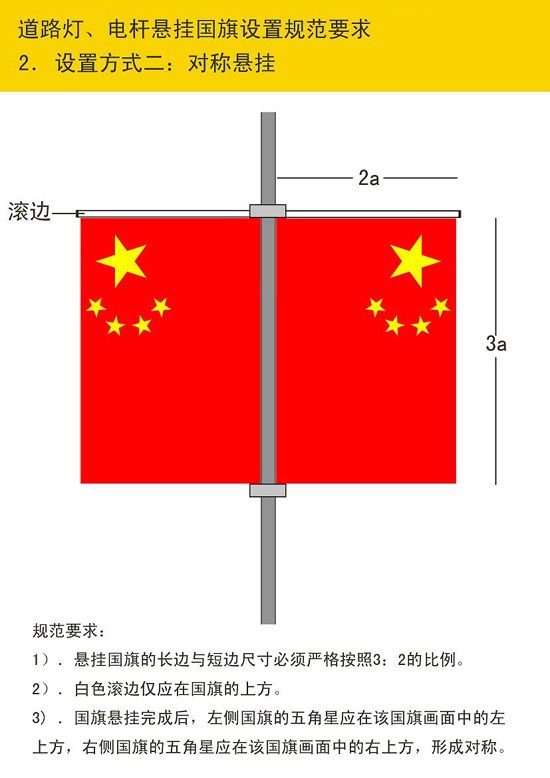 道路灯、电杆悬挂国旗设置规范要求
2. 设置方式二：对称悬挂
2a
滚边
3a
规范要求：
1）. 悬挂国旗的长边与短边尺寸必须严格按照3：2的比例。
2）. 白色滚边仅应在国旗的上方。
3）. 国旗悬挂完成后，左侧国旗的五角星应在该国旗画面中的左
上方，右侧国旗的五角星应在该国旗画面中的右上方，形成对称。